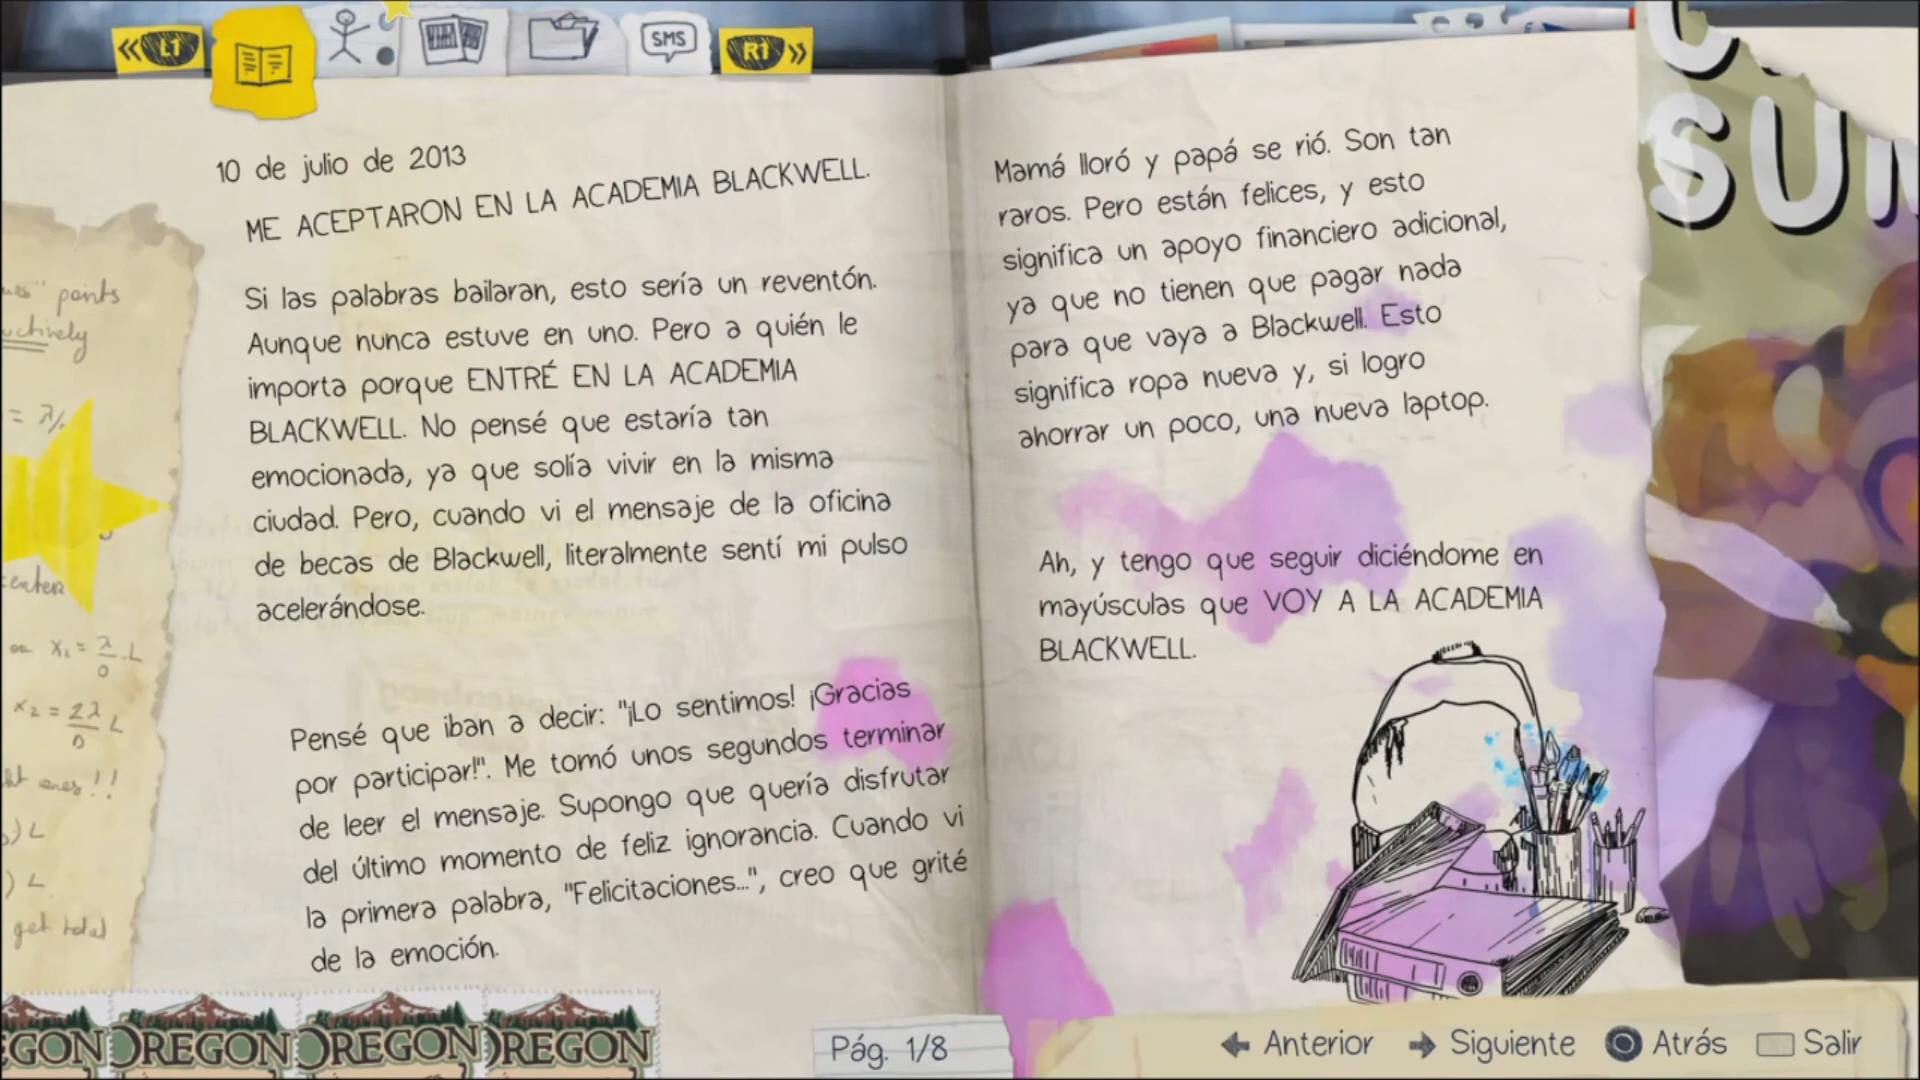 L1
SMS
R1
10 de julio de 2013
ME ACEPTARON EN LA ACADEMIA BLACKWELL.
Si las palabras bailaran, esto sería un reventón.
Aunque nunca estuve en uno. Pero a quién le
importa porque ENTRÉ EN LA ACADEMIA
BLACKWELL. No pensé que estaría tan
emocionada, ya que solía vivir en la misma
ciudad. Pero, cuando vi el mensaje de la oficina
de becas de Blackwell, literalmente sentí mi pulso
acelerándose.
Pensé que iban a decir: "¡Lo sentimos! ¡Gracias
por participar!". Me tomó unos segundos terminar
de leer el mensaje. Supongo que quería disfrutar
del último momento de feliz ignorancia. Cuando vi
la primera palabra, "Felicitaciones...", creo que grité
de la emoción.
Mamá lloró y papá se rió. Son tan
raros. Pero están felices, y esto
significa un apoyo financiero adicional,
ya que no tienen que pagar nada
para que vaya a Blackwell. Esto
significa ropa nueva y, si logro
ahorrar un poco, una nueva laptop.
Ah, y tengo que seguir diciéndome en
mayúsculas que VOY A LA ACADEMIA
BLACKWELL.
points
= λ/
x₁ = λ/D . L
x₂ = 2λ/D L
ones!!
) L
) L
get total
SUN
EGON OREGON OREGON OREGON
Pág. 1/8
Anterior Siguiente Atrás Salir